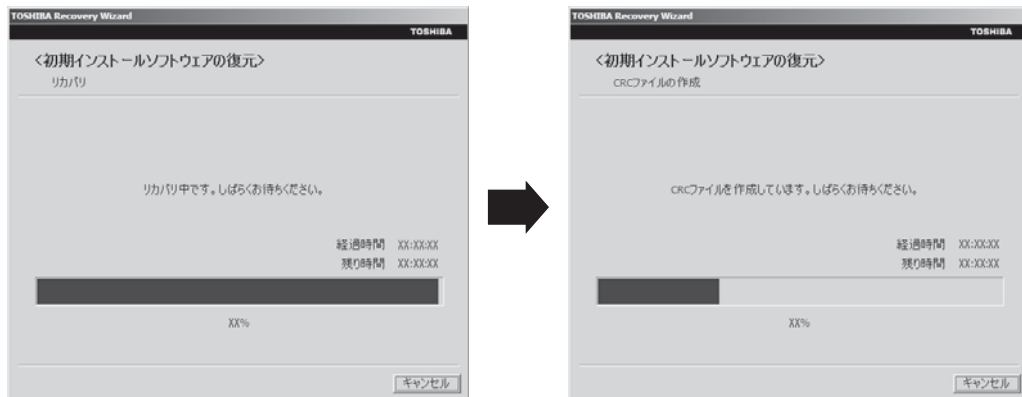 TOSHIBA Recovery Wizard
TOSHIBA
<初期インストールソフトウェアの復元>
リカバリ
リカバリ中です。しばらくお待ちください。
経過時間 XX:XX:XX
残り時間 XX:XX:XX
XX%
キャンセル
TOSHIBA Recovery Wizard
TOSHIBA
<初期インストールソフトウェアの復元>
CRCファイルの作成
CRCファイルを作成しています。しばらくお待ちください。
経過時間 XX:XX:XX
残り時間 XX:XX:XX
XX%
キャンセル